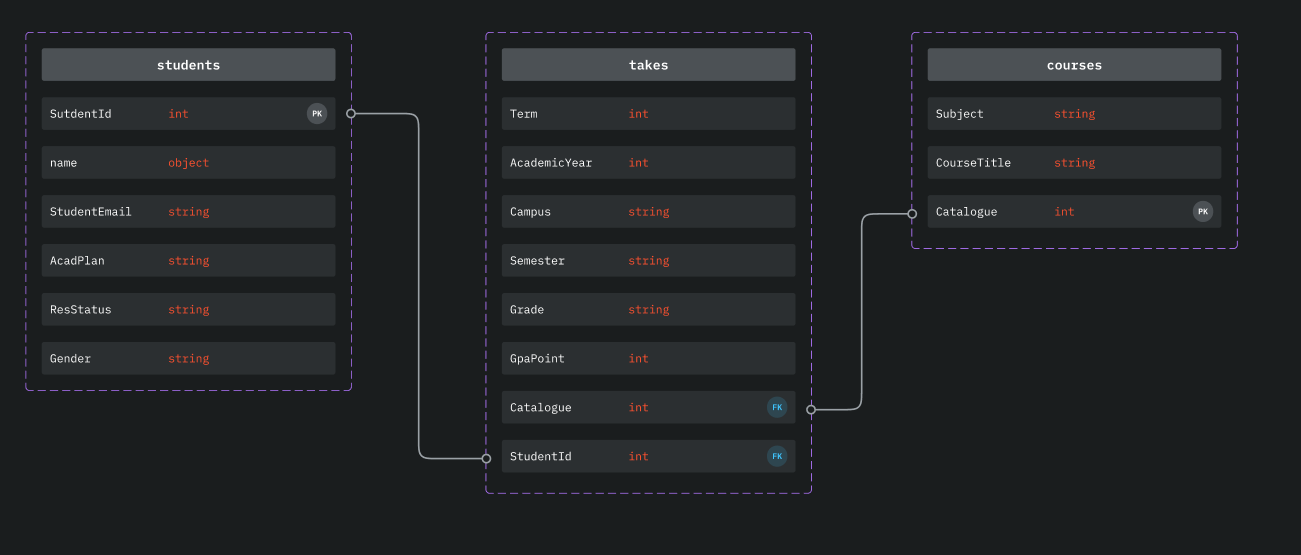 students
SutdentId int PK
name object
StudentEmail string
AcadPlan string
ResStatus string
Gender string
takes
Term int
AcademicYear int
Campus string
Semester string
Grade string
GpaPoint int
Catalogue int FK
StudentId int FK
courses
Subject string
CourseTitle string
Catalogue int PK